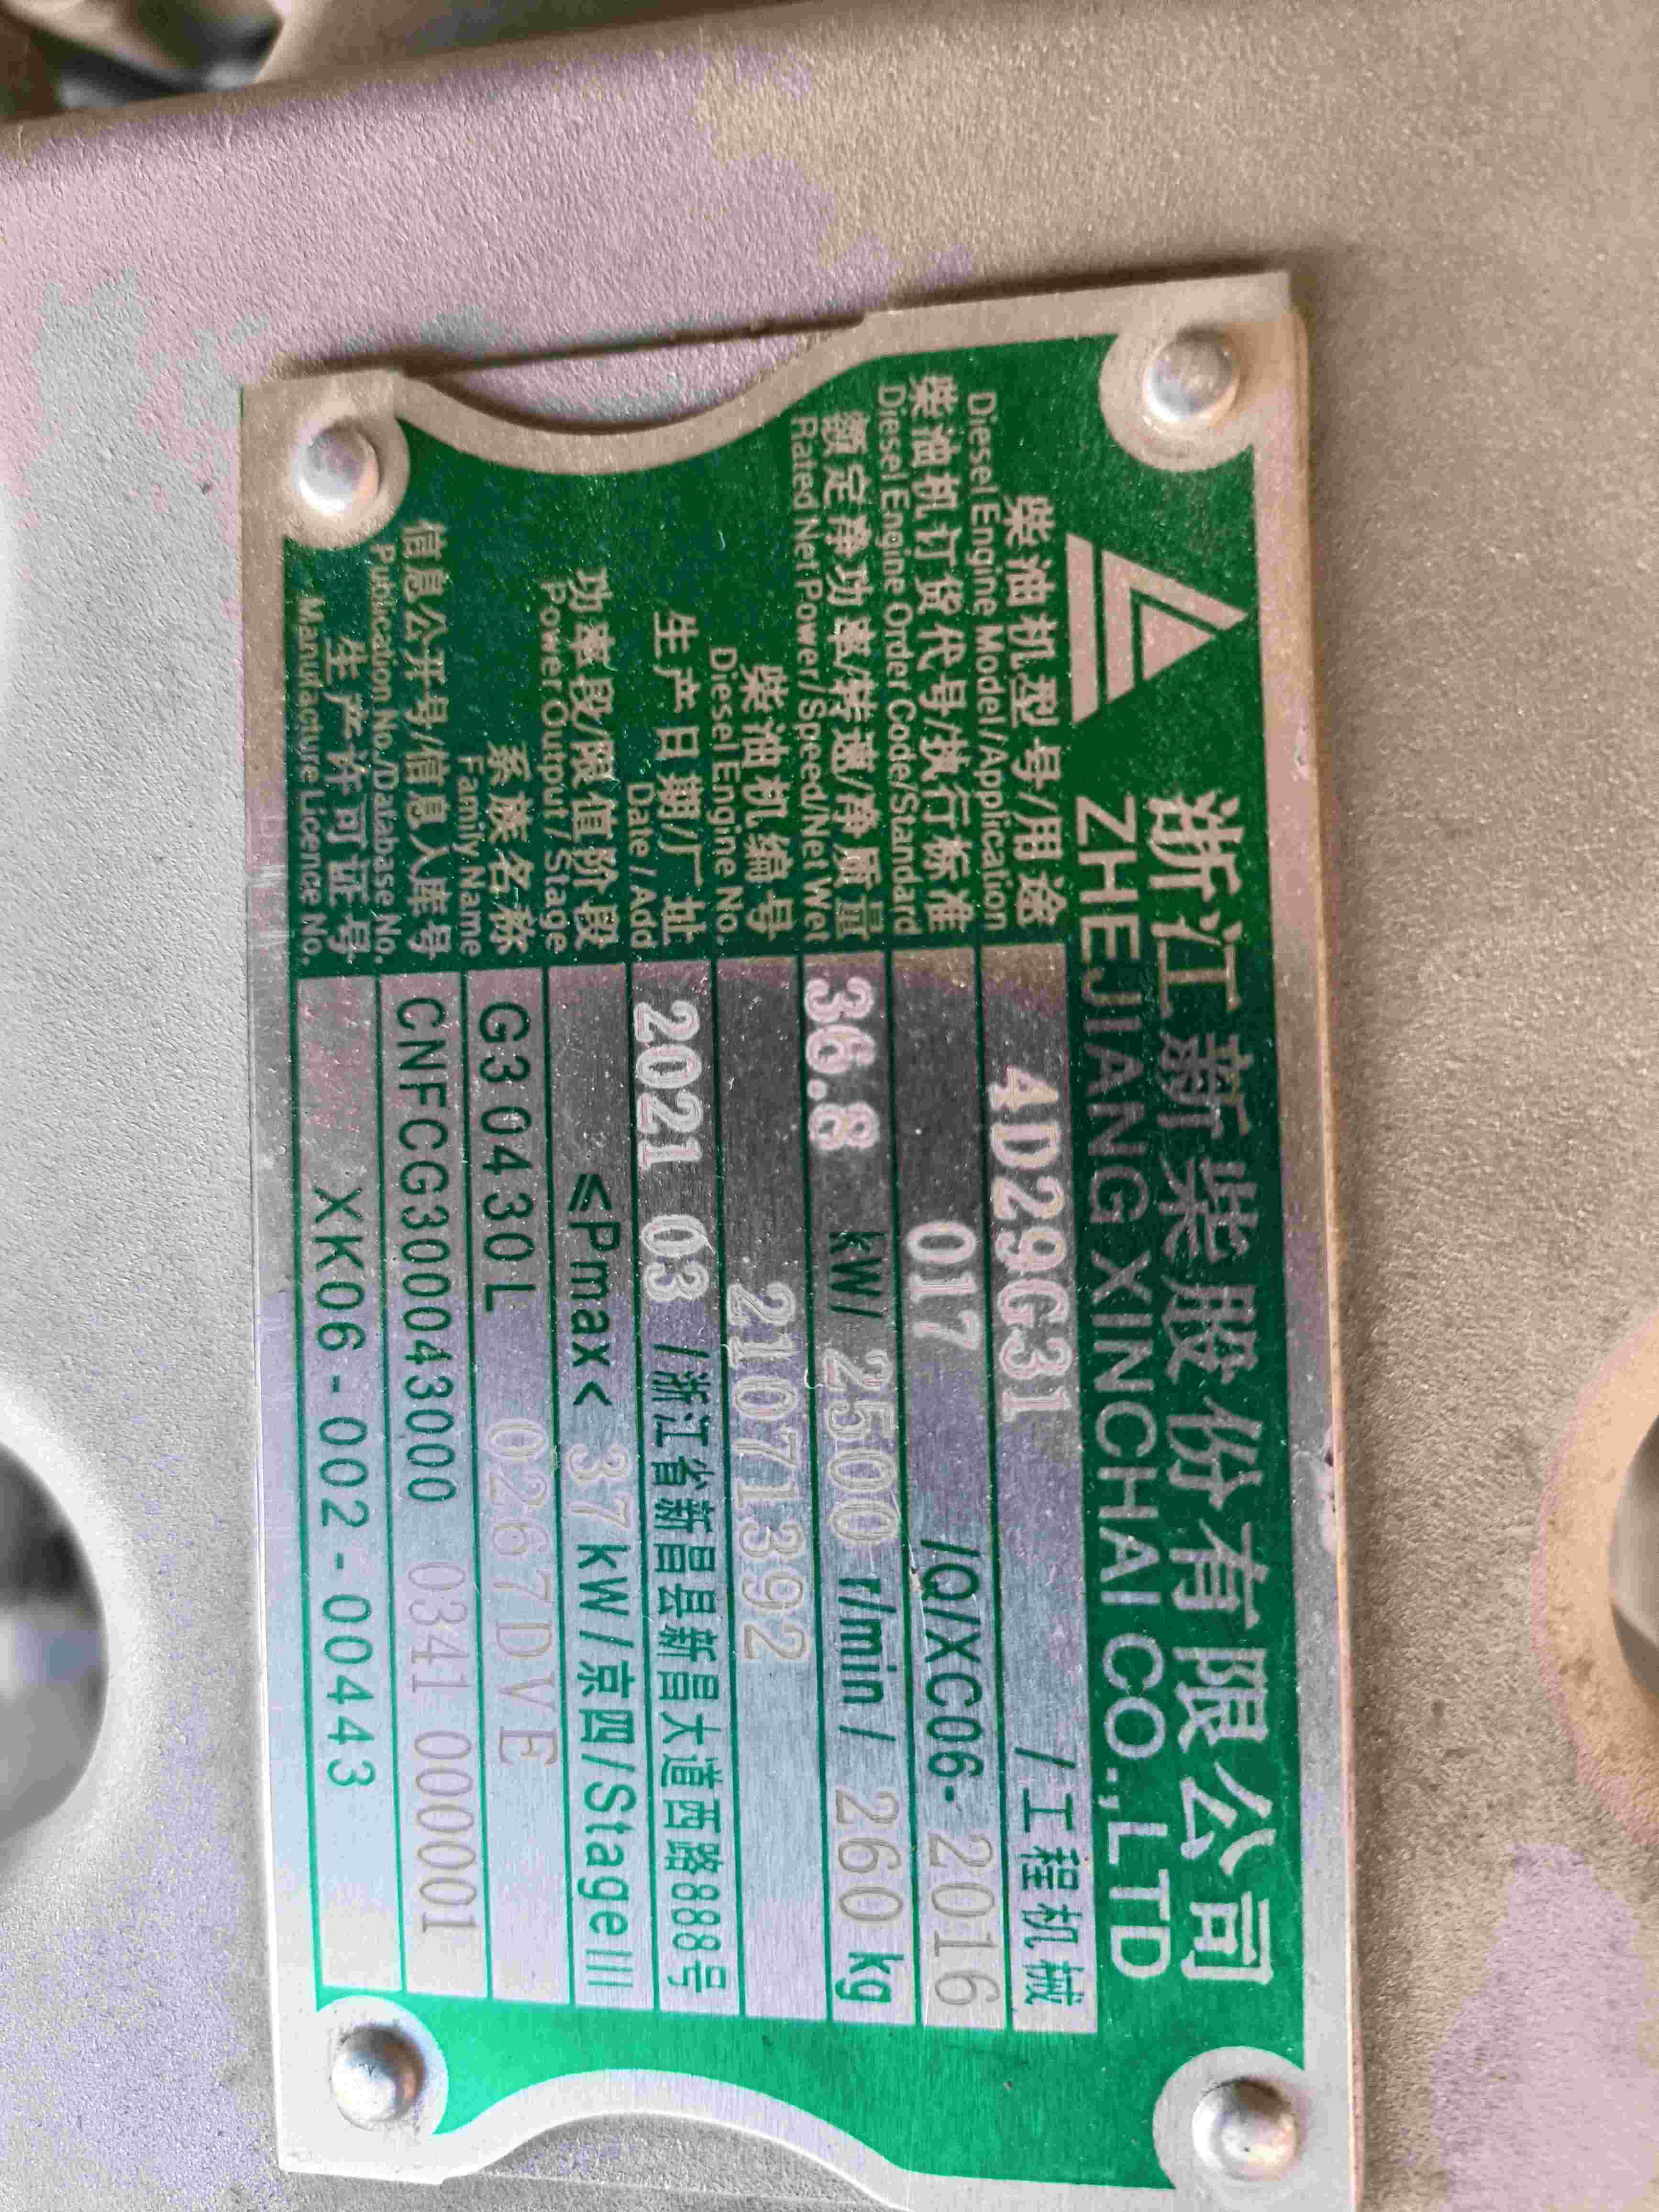 浙江新柴股份有限公司
ZHEJIANG XINCHAI CO.,LTD
柴油机型号/用途 4D29G31 /工程机械
Diesel Engine Model/Application
柴油机订货代号/执行标准 017 /Q/XC06- 2016
Diesel Engine Order Code/Standard
额定净功率/转速/净质量 36.8 kW/ 2500 r/min / 260 kg
Rated Net Power/Speed/Net Wet
柴油机编号 21071392
Diesel Engine No.
生产日期/厂址 2021 03 /浙江省新昌县新昌大道西路888号
Date / Add
功率段/限值阶段 ≤Pmax< 37 kW/京四/Stage III
Power Output / Stage
系族名称 G30430L 0267DVE
Family Name
信息公开号/信息入库号 CNFCG300043000 0341 000001
Publication No./Database No.
生产许可证号 XK06-002-00443
Manufacture Licence No.